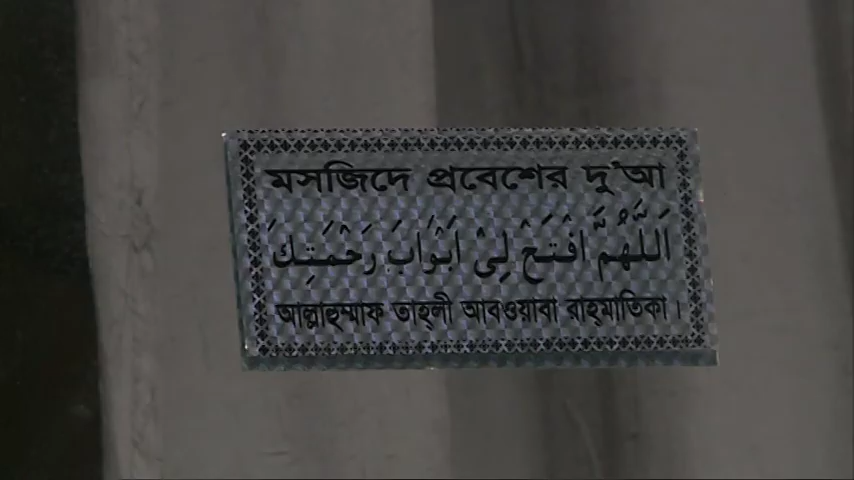 মসজিদে প্রবেশের দু'আ
اَللّٰهُمَّ افْتَحْ لِيْ اَبْوَابَ رَحْمَتِكَ
আল্লাহুম্মাফ তাহ্‌লী আবওয়াবা রাহ্‌মাতিকা।